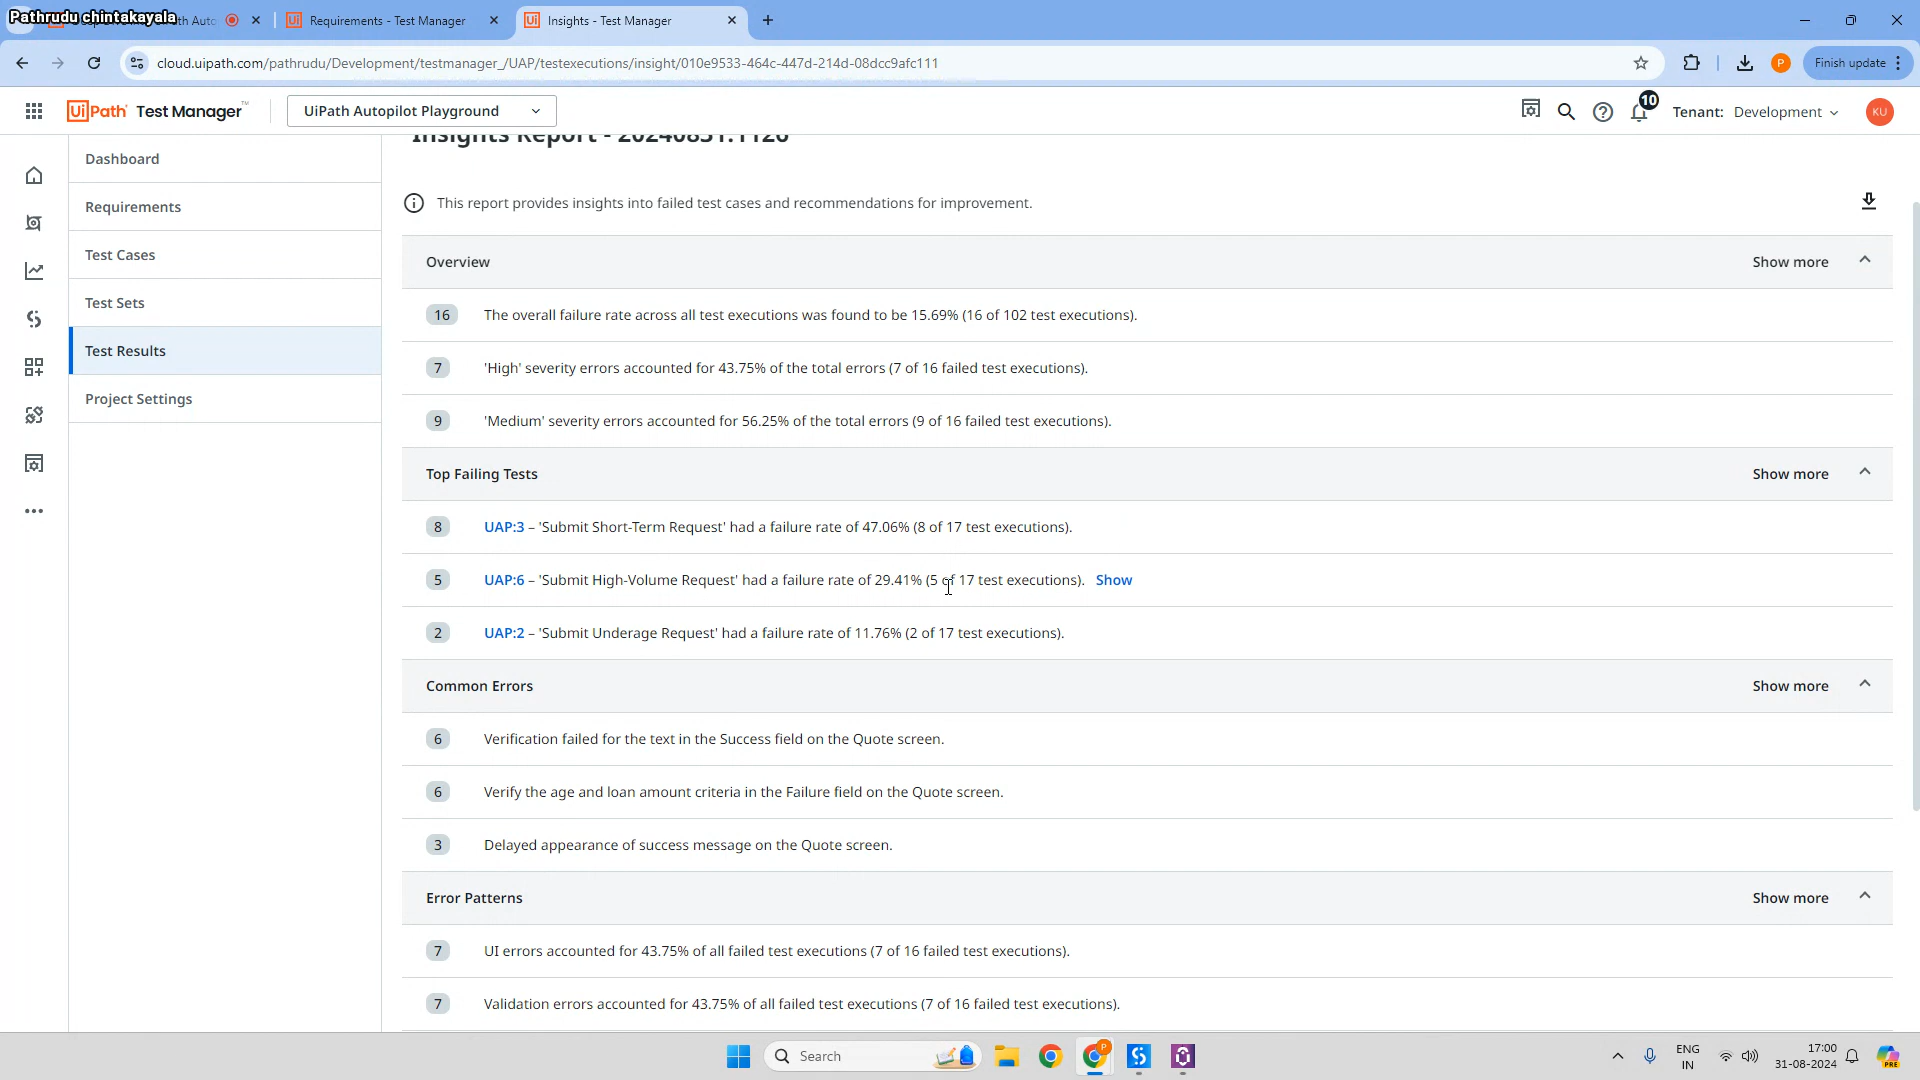 Pathrudu chintakayala
Requirements - Test Manager
Insights - Test Manager
cloud.uipath.com/pathrudu/Development/testmanager_/UAP/testexecutions/insight/010e9533-464c-447d-214d-08dcc9afc111
Finish update
UiPath Test Manager™
UiPath Autopilot Playground
10
Tenant: Development
KU
Insights Report - 20240831.1126
Dashboard
Requirements
Test Cases
Test Sets
Test Results
Project Settings
This report provides insights into failed test cases and recommendations for improvement.
Overview
Show more
16 The overall failure rate across all test executions was found to be 15.69% (16 of 102 test executions).
7 'High' severity errors accounted for 43.75% of the total errors (7 of 16 failed test executions).
9 'Medium' severity errors accounted for 56.25% of the total errors (9 of 16 failed test executions).
Top Failing Tests
Show more
8 UAP:3 – 'Submit Short-Term Request' had a failure rate of 47.06% (8 of 17 test executions).
5 UAP:6 – 'Submit High-Volume Request' had a failure rate of 29.41% (5 of 17 test executions). Show
2 UAP:2 – 'Submit Underage Request' had a failure rate of 11.76% (2 of 17 test executions).
Common Errors
Show more
6 Verification failed for the text in the Success field on the Quote screen.
6 Verify the age and loan amount criteria in the Failure field on the Quote screen.
3 Delayed appearance of success message on the Quote screen.
Error Patterns
Show more
7 UI errors accounted for 43.75% of all failed test executions (7 of 16 failed test executions).
7 Validation errors accounted for 43.75% of all failed test executions (7 of 16 failed test executions).
Search
ENG
IN
17:00
31-08-2024